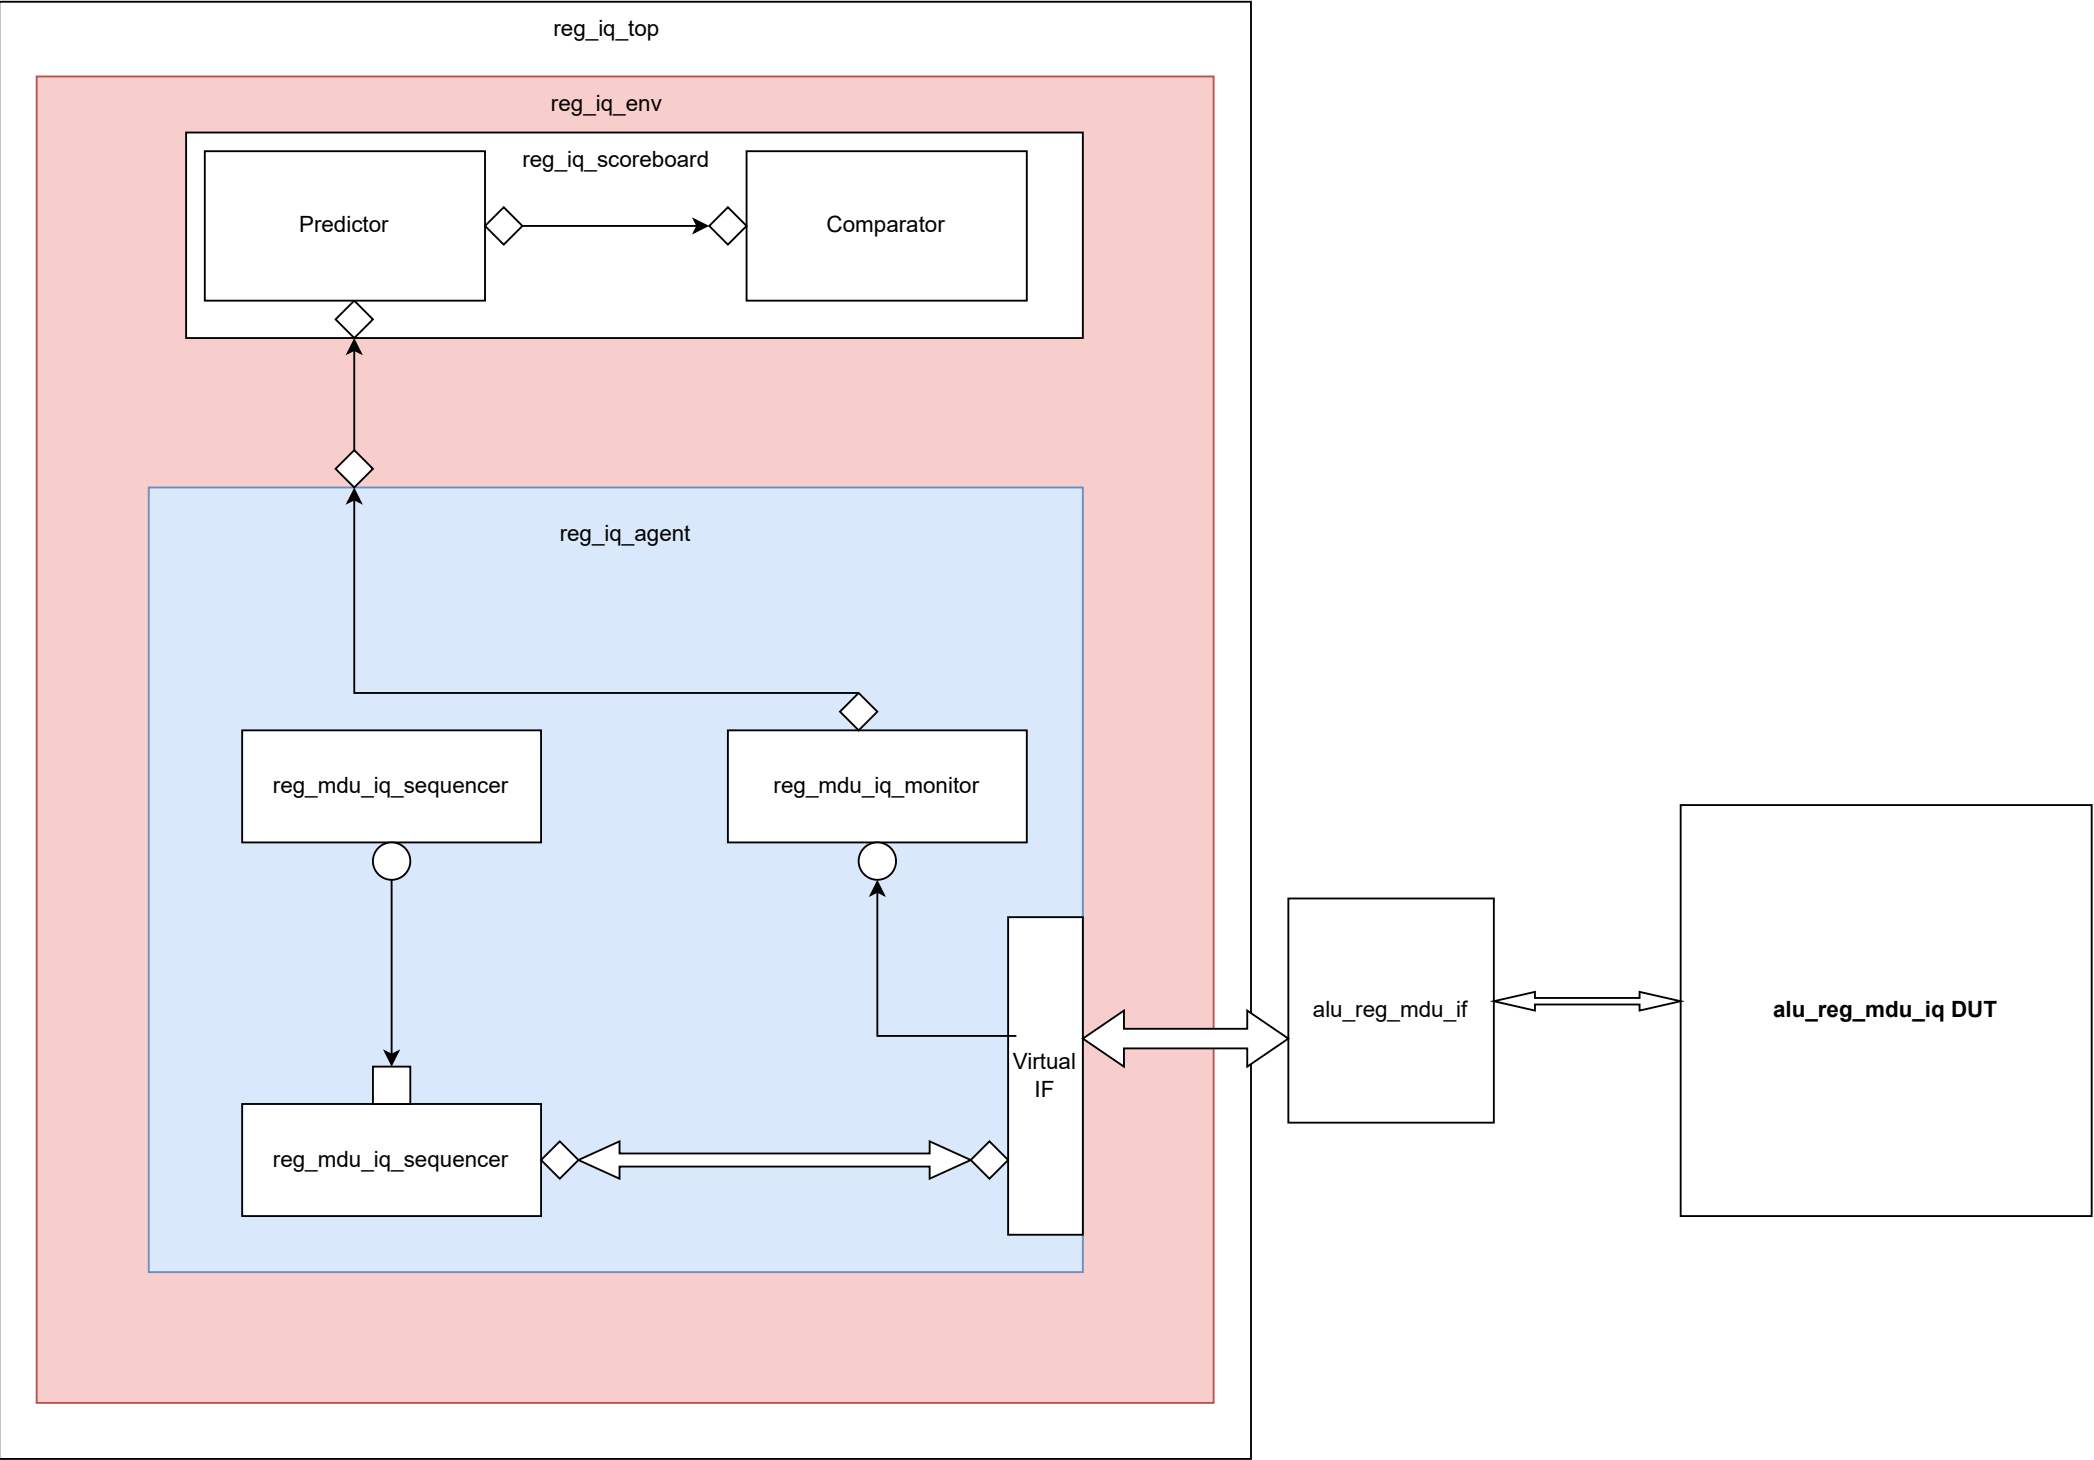 reg_iq_top
reg_iq_env
reg_iq_scoreboard
Predictor
Comparator
reg_iq_agent
reg_mdu_iq_sequencer
reg_mdu_iq_monitor
Virtual
IF
reg_mdu_iq_sequencer
alu_reg_mdu_if
alu_reg_mdu_iq DUT